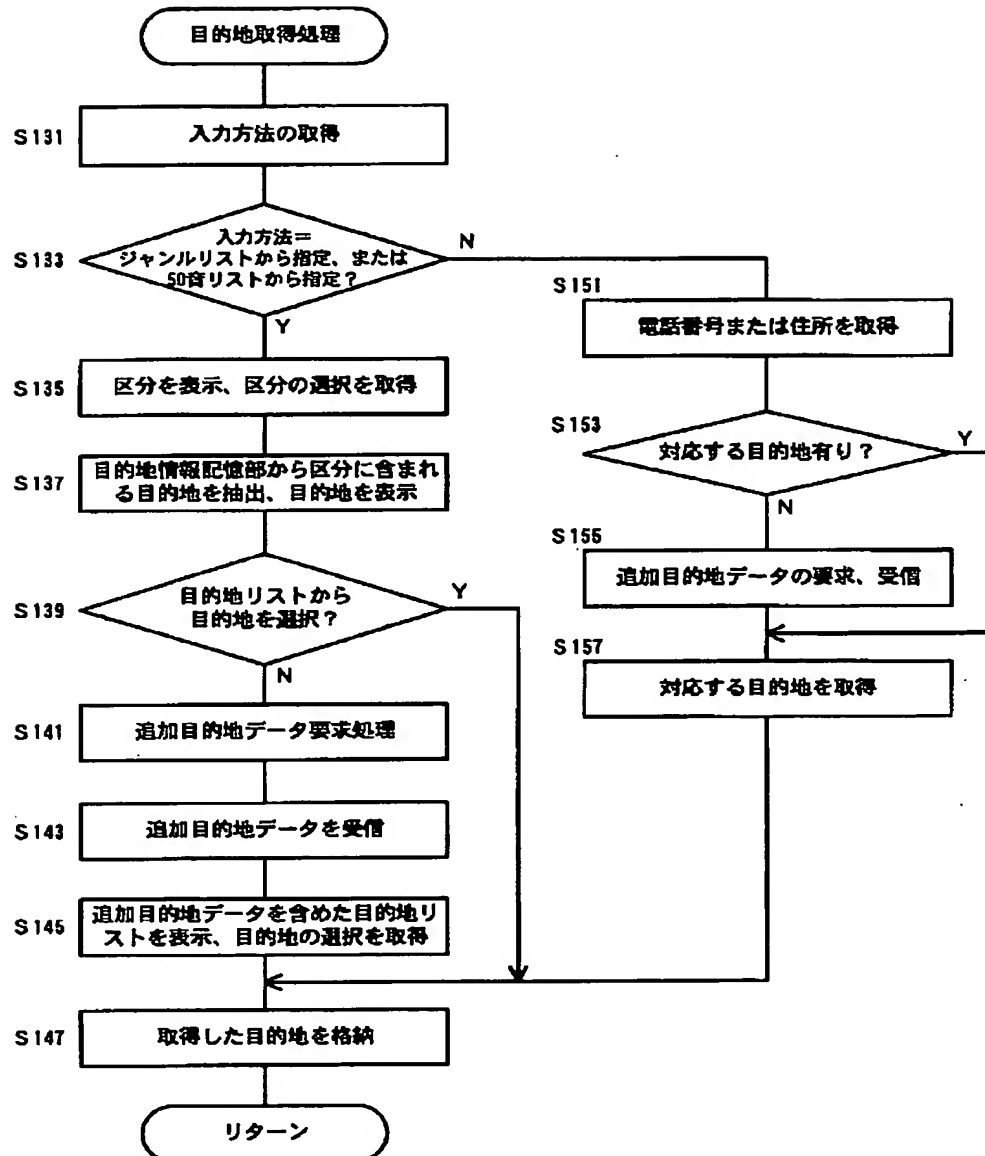 目的地取得処理
S131
入力方法の取得
S133
入力方法＝
ジャンルリストから指定、または
50音リストから指定？
N
Y
S135
区分を表示、区分の選択を取得
S137
目的地情報記憶部から区分に含まれ
る目的地を抽出、目的地を表示
S139
目的地リストから
目的地を選択？
Y
N
S141
追加目的地データ要求処理
S143
追加目的地データを受信
S145
追加目的地データを含めた目的地リ
ストを表示、目的地の選択を取得
S147
取得した目的地を格納
リターン
S151
電話番号または住所を取得
S153
対応する目的地有り？
Y
N
S155
追加目的地データの要求、受信
S157
対応する目的地を取得